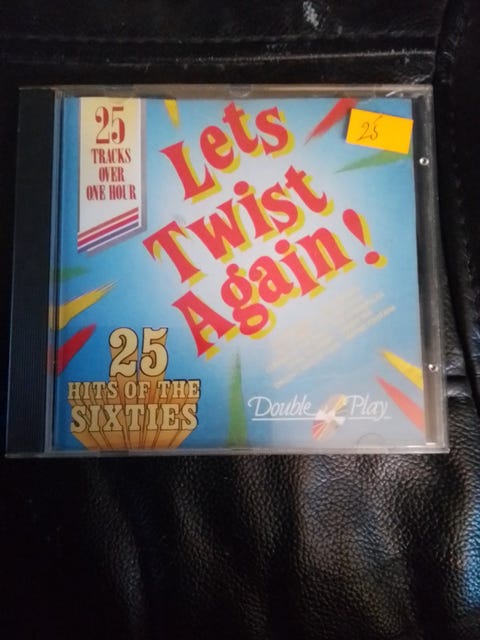 25
TRACKS
OVER
ONE HOUR
Lets
Twist
Again!
25
25
HITS OF THE
SIXTIES
Double Play